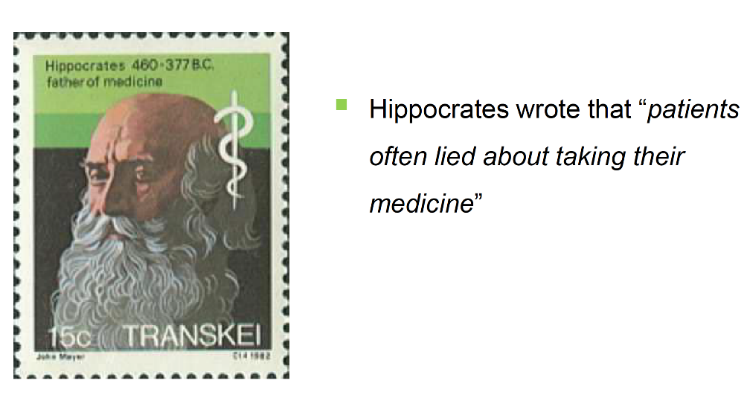 Hippocrates 460-377 B.C.
father of medicine
15c TRANSKEI
John Meyer
C14 1982
Hippocrates wrote that “patients
often lied about taking their
medicine”